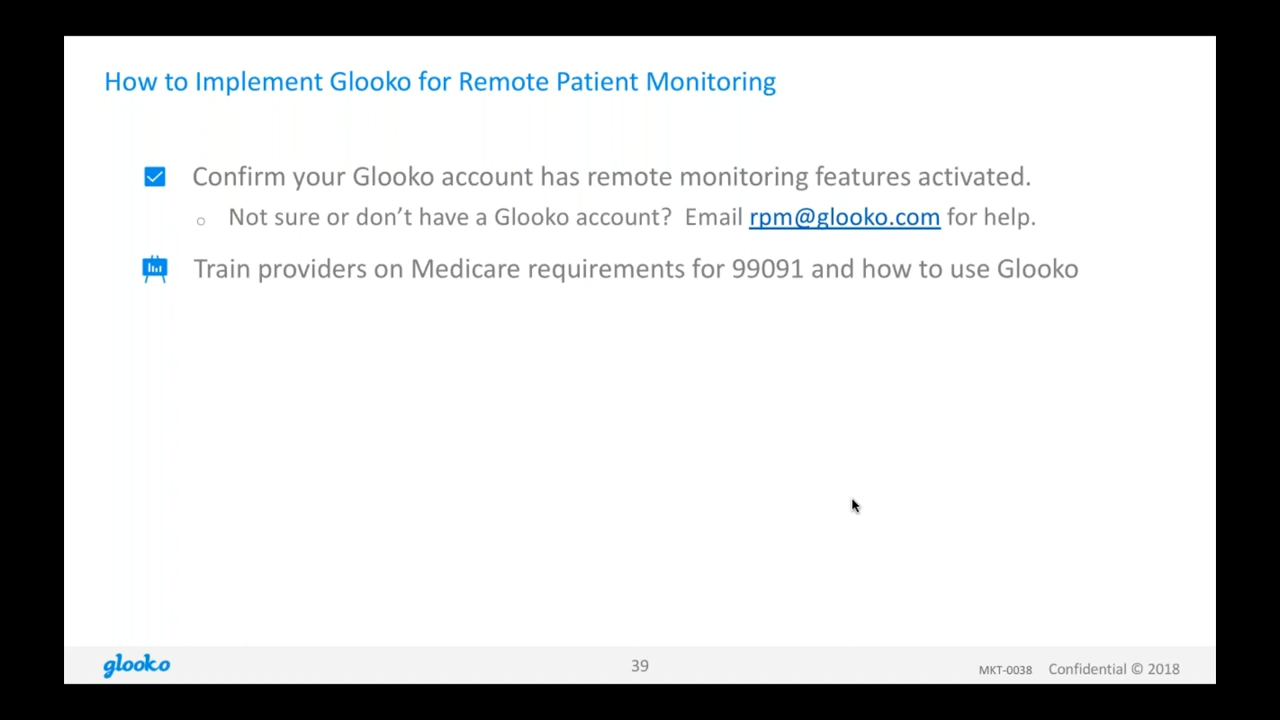 How to Implement Glooko for Remote Patient Monitoring
Confirm your Glooko account has remote monitoring features activated.
Not sure or don’t have a Glooko account? Email rpm@glooko.com for help.
Train providers on Medicare requirements for 99091 and how to use Glooko
glooko
39
MKT-0038
Confidential © 2018